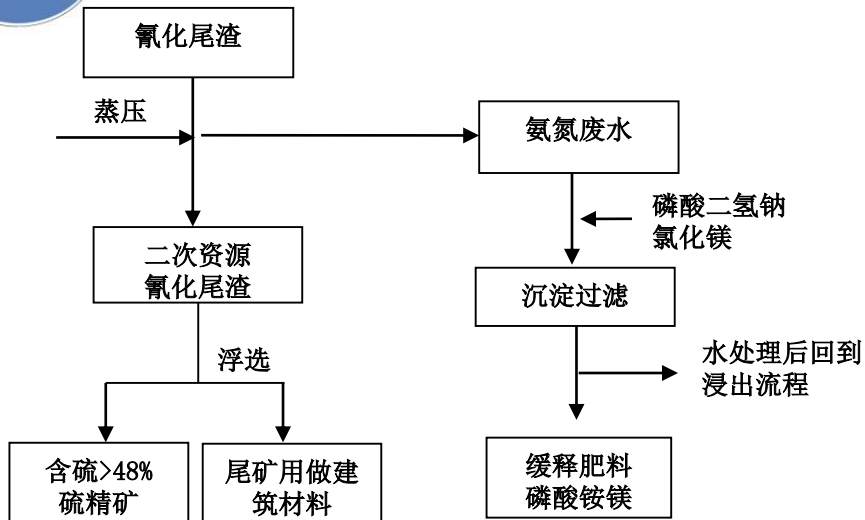 氰化尾渣
蒸压
氨氮废水
磷酸二氢钠
氯化镁
二次资源
氰化尾渣
沉淀过滤
浮选
水处理后回到
浸出流程
含硫>48%
硫精矿
尾矿用做建
筑材料
缓释肥料
磷酸铵镁